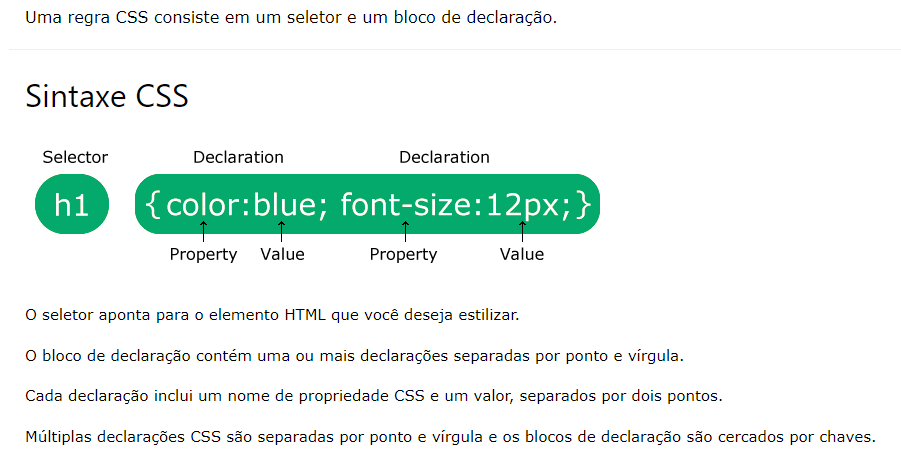 Uma regra CSS consiste em um seletor e um bloco de declaração.
Sintaxe CSS
Selector Declaration Declaration
h1 {color:blue; font-size:12px;}
Property Value Property Value
O seletor aponta para o elemento HTML que você deseja estilizar.
O bloco de declaração contém uma ou mais declarações separadas por ponto e vírgula.
Cada declaração inclui um nome de propriedade CSS e um valor, separados por dois pontos.
Múltiplas declarações CSS são separadas por ponto e vírgula e os blocos de declaração são cercados por chaves.